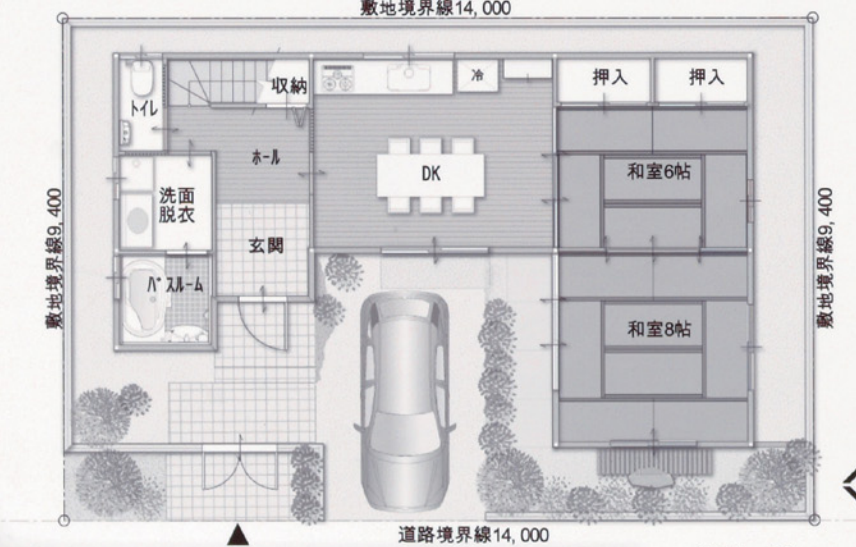 敷地境界線14,000
収納
冷
押入
押入
トイレ
ホール
DK
和室6帖
洗面
脱衣
敷地境界線9,400
敷地境界線9,400
玄関
バスルーム
和室8帖
道路境界線14,000